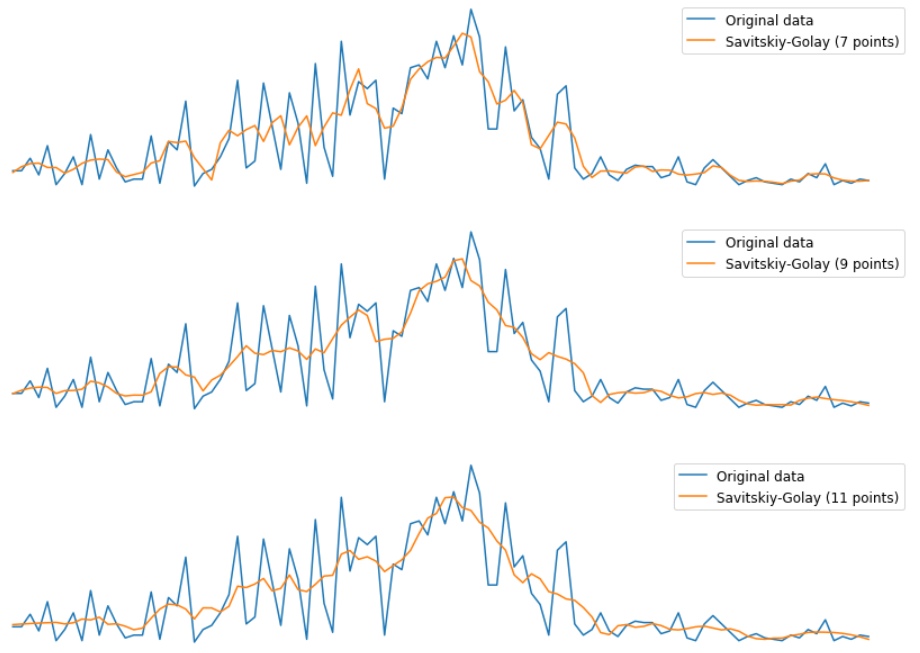 Original data
Savitskiy-Golay (7 points)
Original data
Savitskiy-Golay (9 points)
Original data
Savitskiy-Golay (11 points)